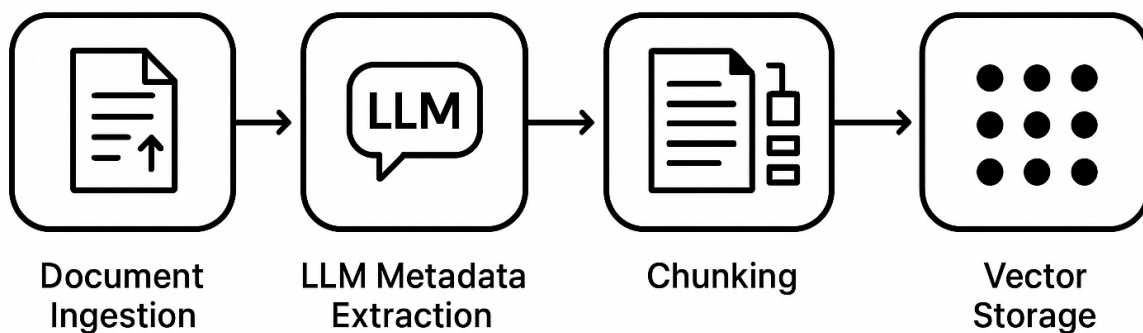 LLM
Document
Ingestion
LLM Metadata
Extraction
Chunking
Vector
Storage